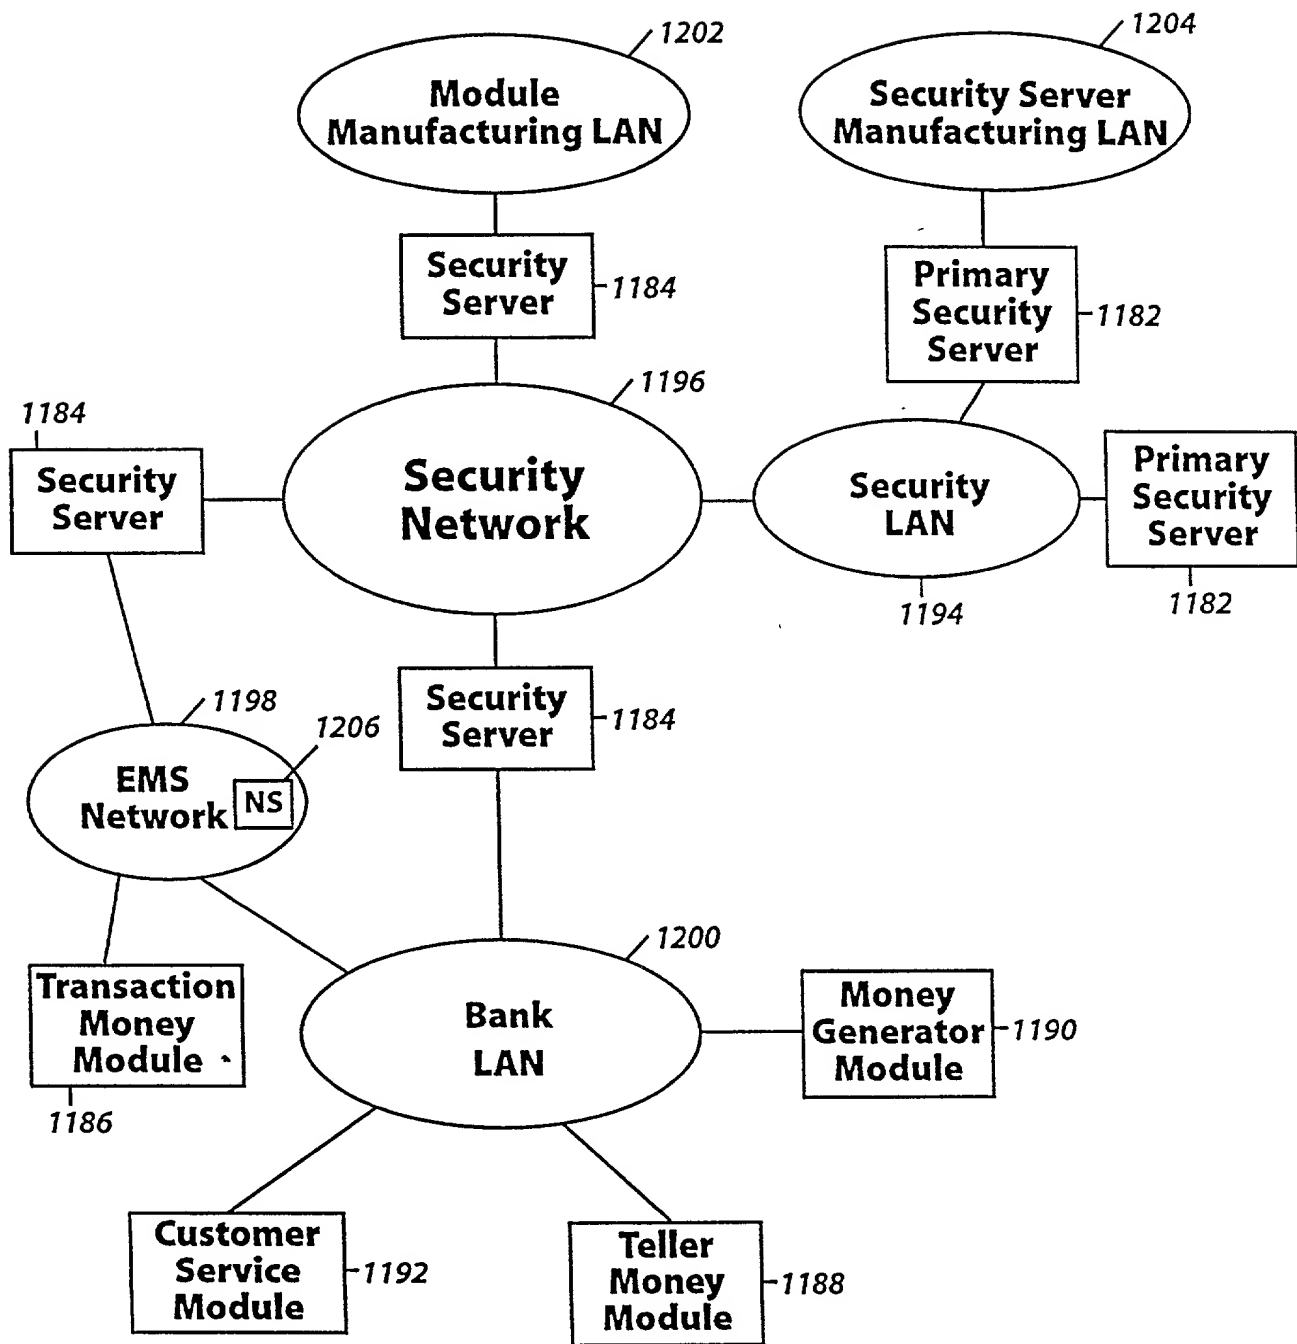 1202
1204
Module
Manufacturing LAN
Security Server
Manufacturing LAN
Security
Server
1184
Primary
Security
Server
1182
1196
1184
Security
Server
Security
Network
Security
LAN
1194
Primary
Security
Server
1182
Security
Server
1184
1198
1206
EMS
Network
NS
1200
Transaction
Money
Module
1186
Bank
LAN
Money
Generator
Module
1190
Customer
Service
Module
1192
Teller
Money
Module
1188